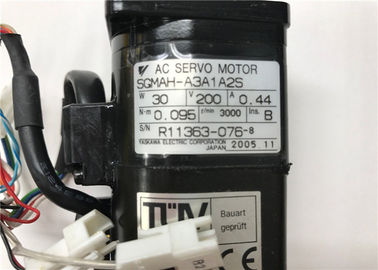 AC SERVO MOTOR
SGMAH-A3A1A2S
W 30 V 200 A 0.44
N·m 0.095 r/min 3000 Ins. B
S/N R11363-076-8
YASKAWA ELECTRIC CORPORATION 2005.11
TÜV
Bauart
geprüft
CE